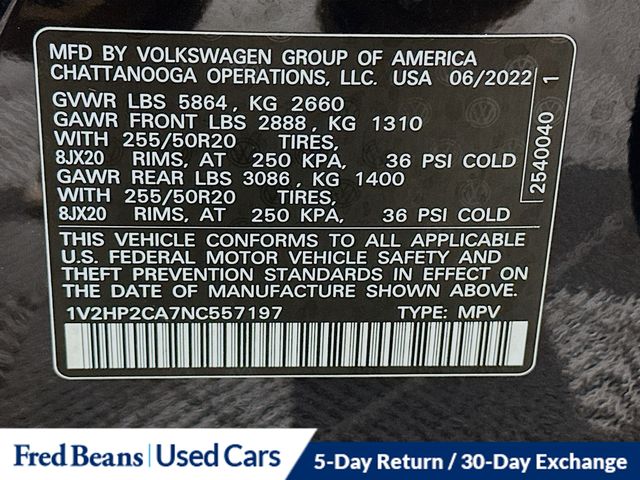 MFD BY VOLKSWAGEN GROUP OF AMERICA
CHATTANOOGA OPERATIONS, LLC. USA 06/2022
GVWR LBS 5864, KG 2660
GAWR FRONT LBS 2888, KG 1310
WITH 255/50R20 TIRES,
8JX20 RIMS, AT 250 KPA, 36 PSI COLD
GAWR REAR LBS 3086, KG 1400
WITH 255/50R20 TIRES,
8JX20 RIMS, AT 250 KPA, 36 PSI COLD
THIS VEHICLE CONFORMS TO ALL APPLICABLE
U.S. FEDERAL MOTOR VEHICLE SAFETY AND
THEFT PREVENTION STANDARDS IN EFFECT ON
THE DATE OF MANUFACTURE SHOWN ABOVE.
1V2HP2CA7NC557197 TYPE: MPV
2540040 1
Fred Beans Used Cars
5-Day Return / 30-Day Exchange